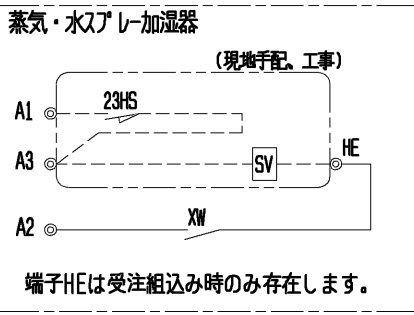 蒸気・水スプレー加湿器
(現地手配、工事)
A1
23HS
A3
SV
HE
A2
XW
端子HEは受注組込み時のみ存在します。